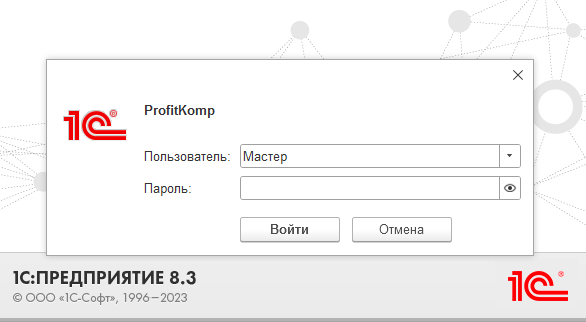 1С®
ProfitKomp
Пользователь: Мастер
Пароль:
Войти Отмена
1С:ПРЕДПРИЯТИЕ 8.3
© ООО «1С-Софт», 1996–2023
1С®